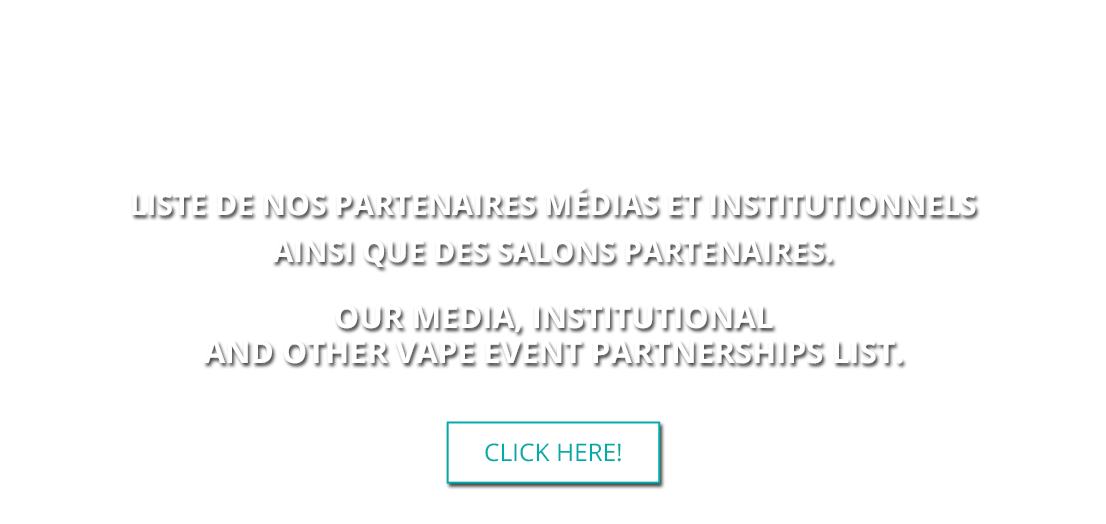 LISTE DE NOS PARTENAIRES MÉDIAS ET INSTITUTIONNELS
AINSI QUE DES SALONS PARTENAIRES.
OUR MEDIA, INSTITUTIONAL
AND OTHER VAPE EVENT PARTNERSHIPS LIST.
CLICK HERE!